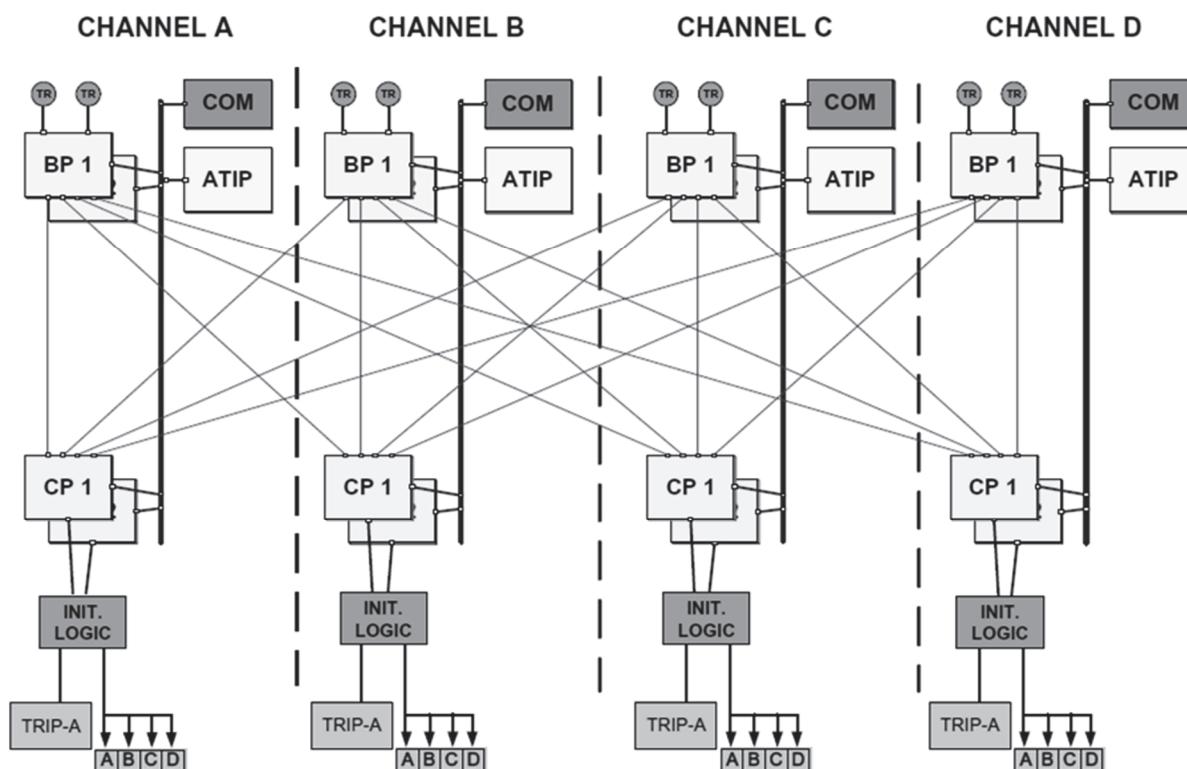 CHANNEL A
CHANNEL B
CHANNEL C
CHANNEL D
TR TR
COM
TR TR
COM
TR TR
COM
TR TR
COM
BP 1
ATIP
BP 1
ATIP
BP 1
ATIP
BP 1
ATIP
CP 1
CP 1
CP 1
CP 1
INIT.
LOGIC
INIT.
LOGIC
INIT.
LOGIC
INIT.
LOGIC
TRIP-A
TRIP-A
TRIP-A
TRIP-A
A B C D
A B C D
A B C D
A B C D